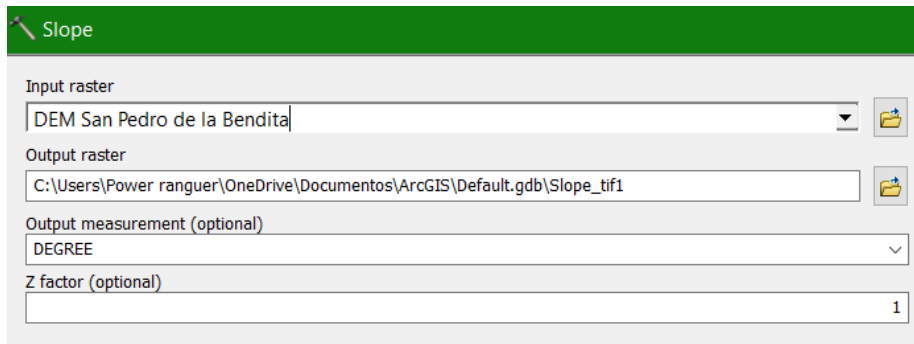 Slope
Input raster
DEM San Pedro de la Bendita
Output raster
C:\Users\Power ranguer\OneDrive\Documentos\ArcGIS\Default.gdb\Slope_tif1
Output measurement (optional)
DEGREE
Z factor (optional)
1